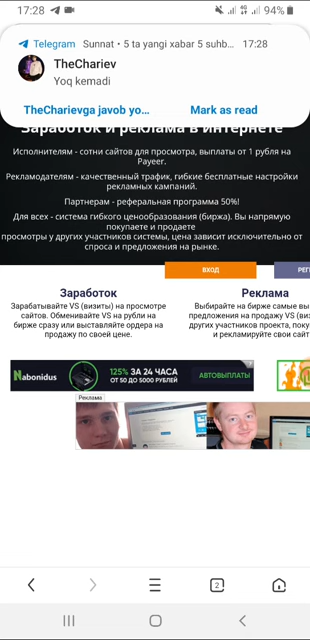 17:28
94%
Telegram Sunnat • 5 ta yangi xabar 5 suhb... 17:28
TheChariev
Yoq kemadi
TheCharievga javob yo... Mark as read
Заработок и реклама в интернете
Исполнителям - сотни сайтов для просмотра, выплаты от 1 рубля на
Payeer.
Рекламодателям - качественный трафик, гибкие бесплатные настройки
рекламных кампаний.
Партнерам - реферальная программа 50%!
Для всех - система гибкого ценообразования (биржа). Вы напрямую
покупаете и продаете
просмотры у других участников системы, цена зависит исключительно от
спроса и предложения на рынке.
ВХОД
РЕГ
Заработок
Зарабатывайте VS (визиты) на просмотре
сайтов. Обменивайте VS на рубли на
бирже сразу или выставляйте ордера на
продажу по своей цене.
Реклама
Выбирайте на бирже самые вы
предложения на продажу VS (виз
других участников проекта, поку
и рекламируйте свои сайт
Nabonidus
125% ЗА 24 ЧАСА
ОТ 50 ДО 5000 РУБЛЕЙ
АВТОВЫПЛАТЫ
Реклама
2